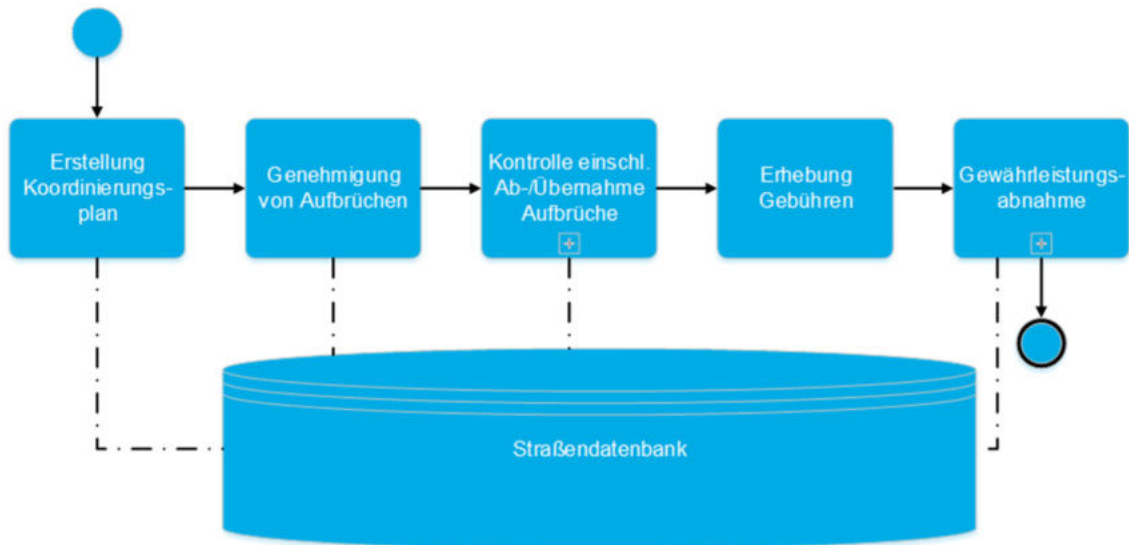 Erstellung
Koordinierungs-
plan
Genehmigung
von Aufbrüchen
Kontrolle einschl.
Ab-/Übernahme
Aufbrüche
Erhebung
Gebühren
Gewährleistungs-
abnahme
Straßendatenbank